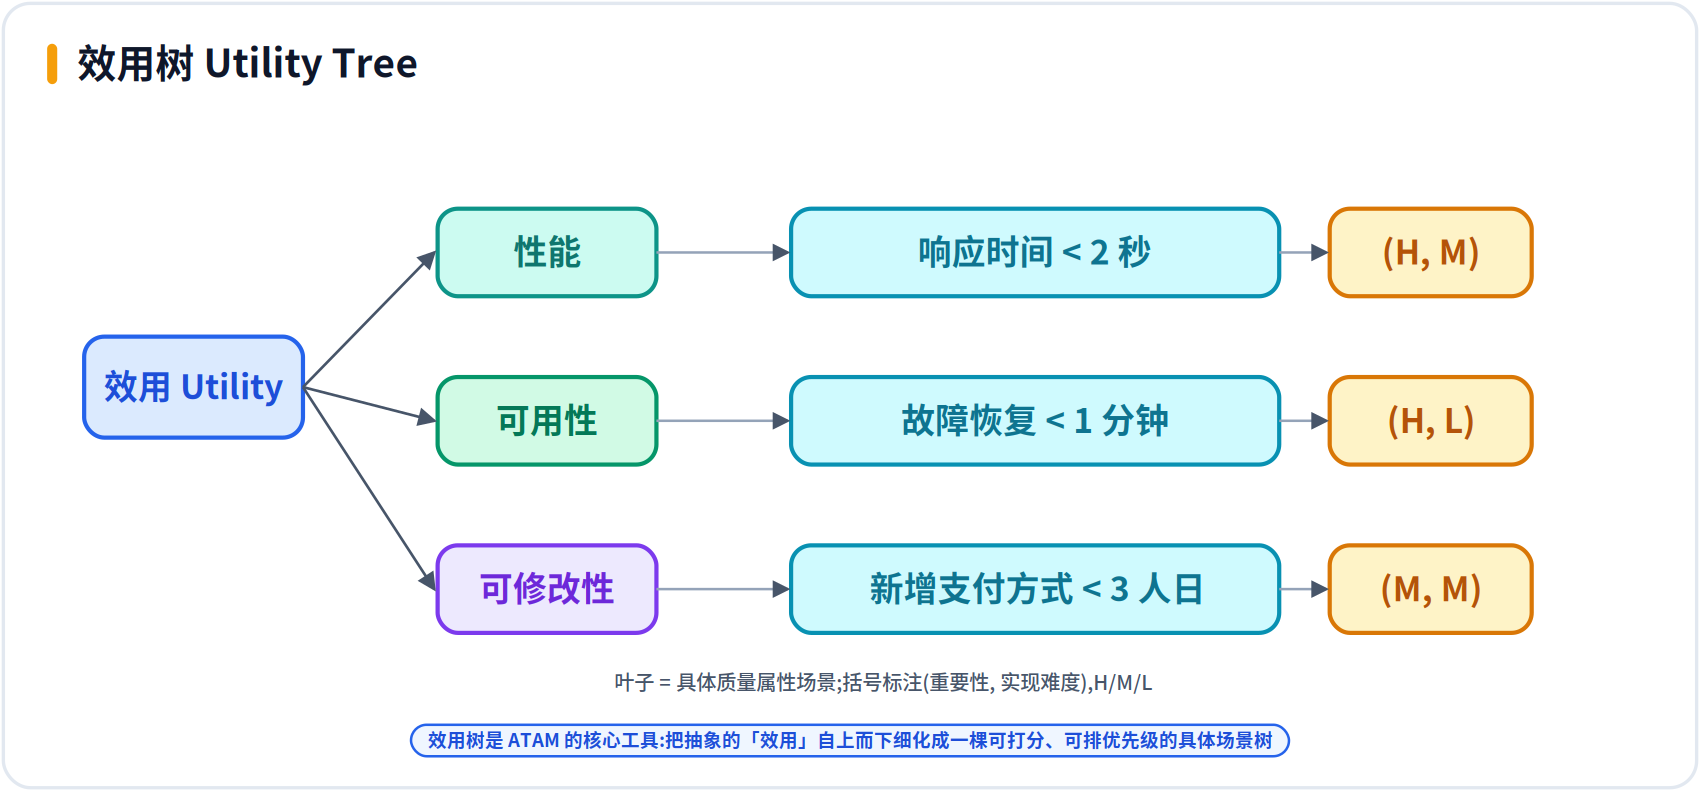 效用树 Utility Tree
性能
响应时间 < 2 秒
(H, M)
效用 Utility
可用性
故障恢复 < 1 分钟
(H, L)
可修改性
新增支付方式 < 3 人日
(M, M)
叶子 = 具体质量属性场景;括号标注(重要性, 实现难度),H/M/L
效用树是 ATAM 的核心工具:把抽象的「效用」自上而下细化成一棵可打分、可排优先级的具体场景树